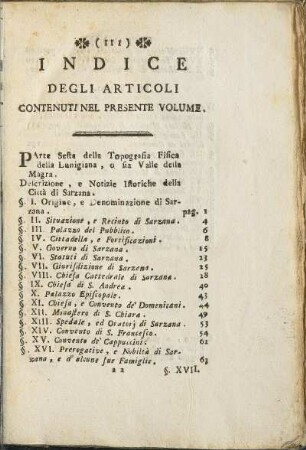 (III)
INDICE
DEGLI ARTICOLI
CONTENUTI NEL PRESENTE VOLUME.
PArte Sesta della Topografia Fisica
della Lunigiana, o sia Valle della
Magra.
Descrizione, e Notizie Istoriche della
Città di Sarzana.
§. I. Origine, e Denominazione di Sar-
zana. pag. 1
§. II. Situazione, e Recinto di Sarzana. 4
§. III. Palazzo del Pubblico. 6
§. IV. Cittadella, e Fortificazioni. 8
§. V. Governo di Sarzana. 15
§. VI. Statuti di Sarzana. 23
§. VII. Giurisdizione di Sarzana. 25
§. VIII. Chiesa Cattedrale di Sarzana. 28
§. IX. Chiesa di S. Andrea. 40
§. X. Palazzo Episcopale. 43
§. XI. Chiesa, e Convento de' Domenicani. 44
§. XII. Monastero di S. Chiara. 49
§. XIII. Spedale, ed Oratorj di Sarzana. 53
§. XIV. Convento di S. Francesco. 54
§. XV. Convento de' Cappuccini. 61
§. XVI. Prerogative, e Nobiltà di Sar-
zana, e d'alcune sue Famiglie. 63
a 2 §. XVII.